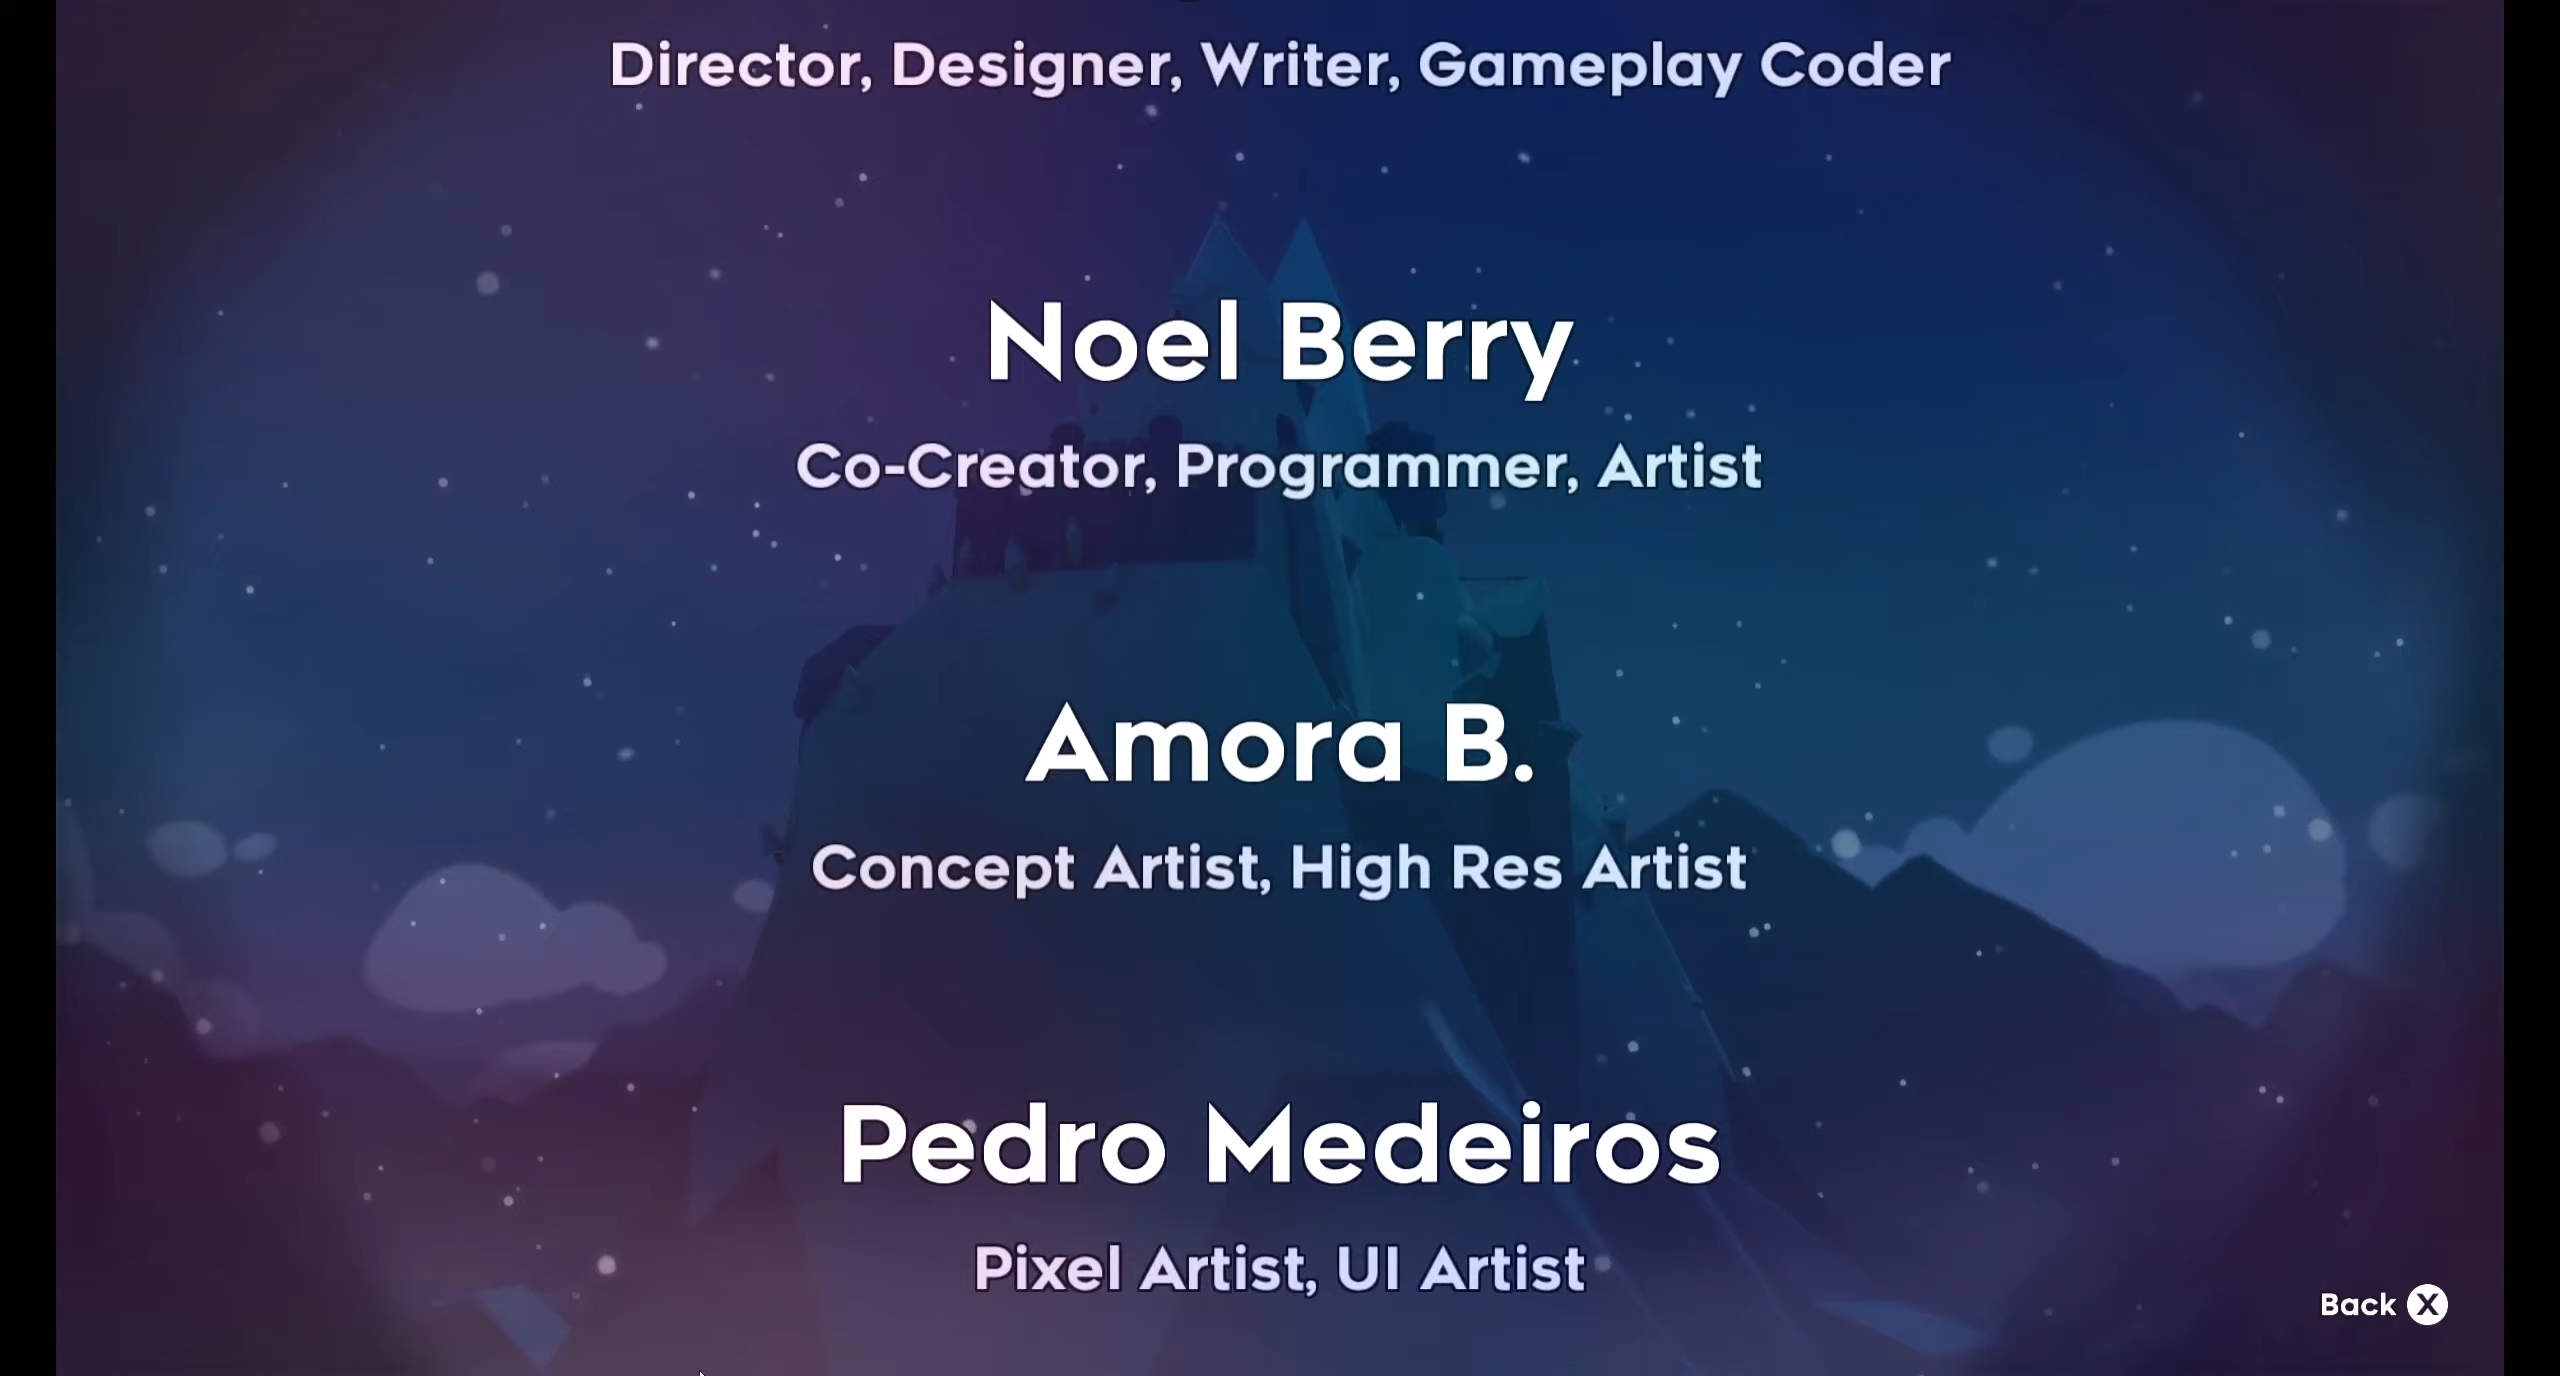 Director, Designer, Writer, Gameplay Coder
Noel Berry
Co-Creator, Programmer, Artist
Amora B.
Concept Artist, High Res Artist
Pedro Medeiros
Pixel Artist, UI Artist
Back X